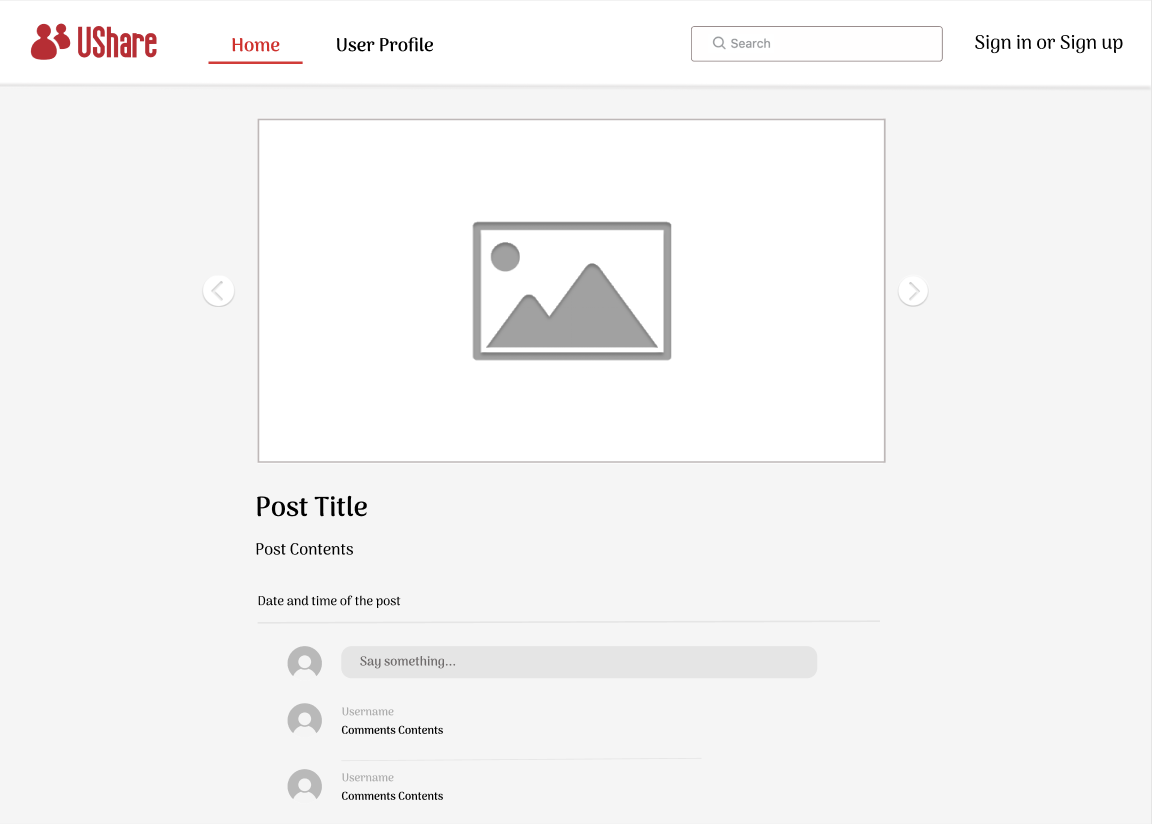 UShare
Home
User Profile
Search
Sign in or Sign up
Post Title
Post Contents
Date and time of the post
Say something...
Username
Comments Contents
Username
Comments Contents